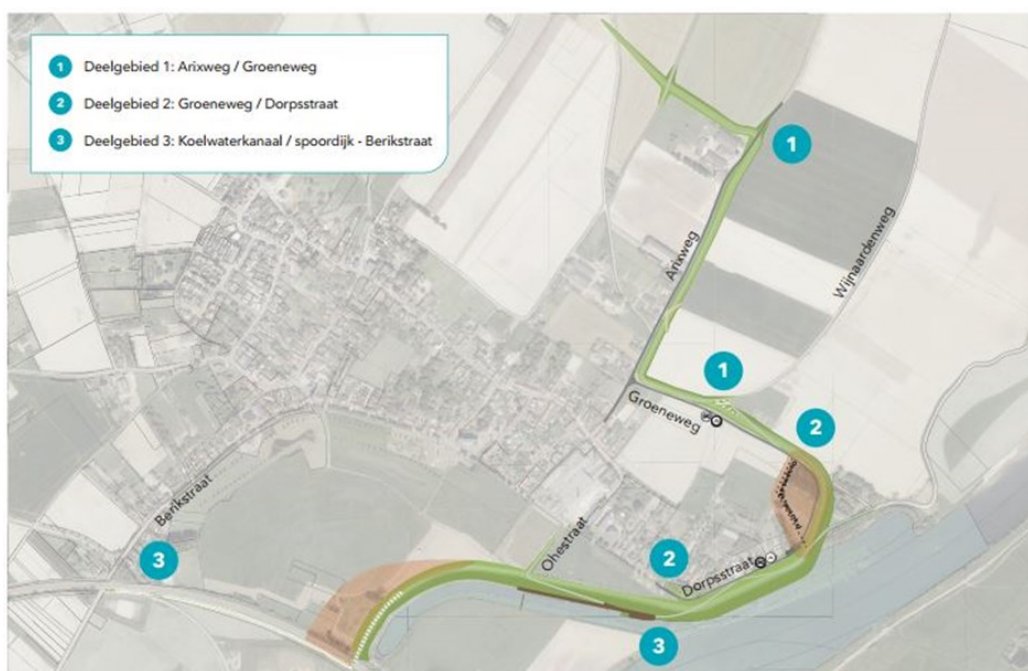 1 Deelgebied 1: Arixweg / Groeneweg
2 Deelgebied 2: Groeneweg / Dorpsstraat
3 Deelgebied 3: Koelwaterkanaal / spoordijk - Berikstraat
1
Wijnaardenweg
Arixweg
1
Groeneweg
2
Berikstraat
Ohestraat
3
2
Dorpsstraat
3